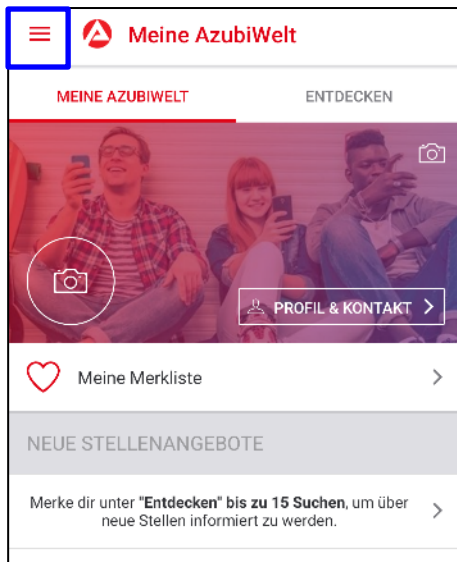 Meine AzubiWelt
MEINE AZUBIWELT
ENTDECKEN
PROFIL & KONTAKT
Meine Merkliste
NEUE STELLENANGEBOTE
Merke dir unter "Entdecken" bis zu 15 Suchen, um über
neue Stellen informiert zu werden.